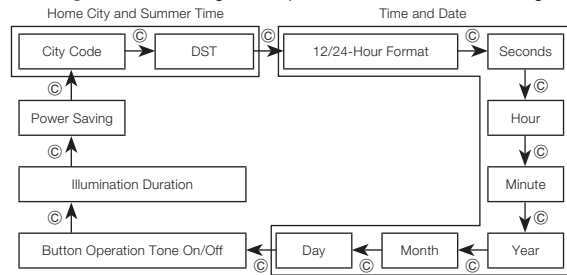 Home City and Summer Time
Time and Date
City Code
Ⓒ
DST
Ⓒ
12/24-Hour Format
Ⓒ
Seconds
Ⓒ
Ⓒ
Power Saving
Hour
Ⓒ
Ⓒ
Illumination Duration
Minute
Ⓒ
Ⓒ
Button Operation Tone On/Off
Ⓒ
Day
Ⓒ
Month
Ⓒ
Year